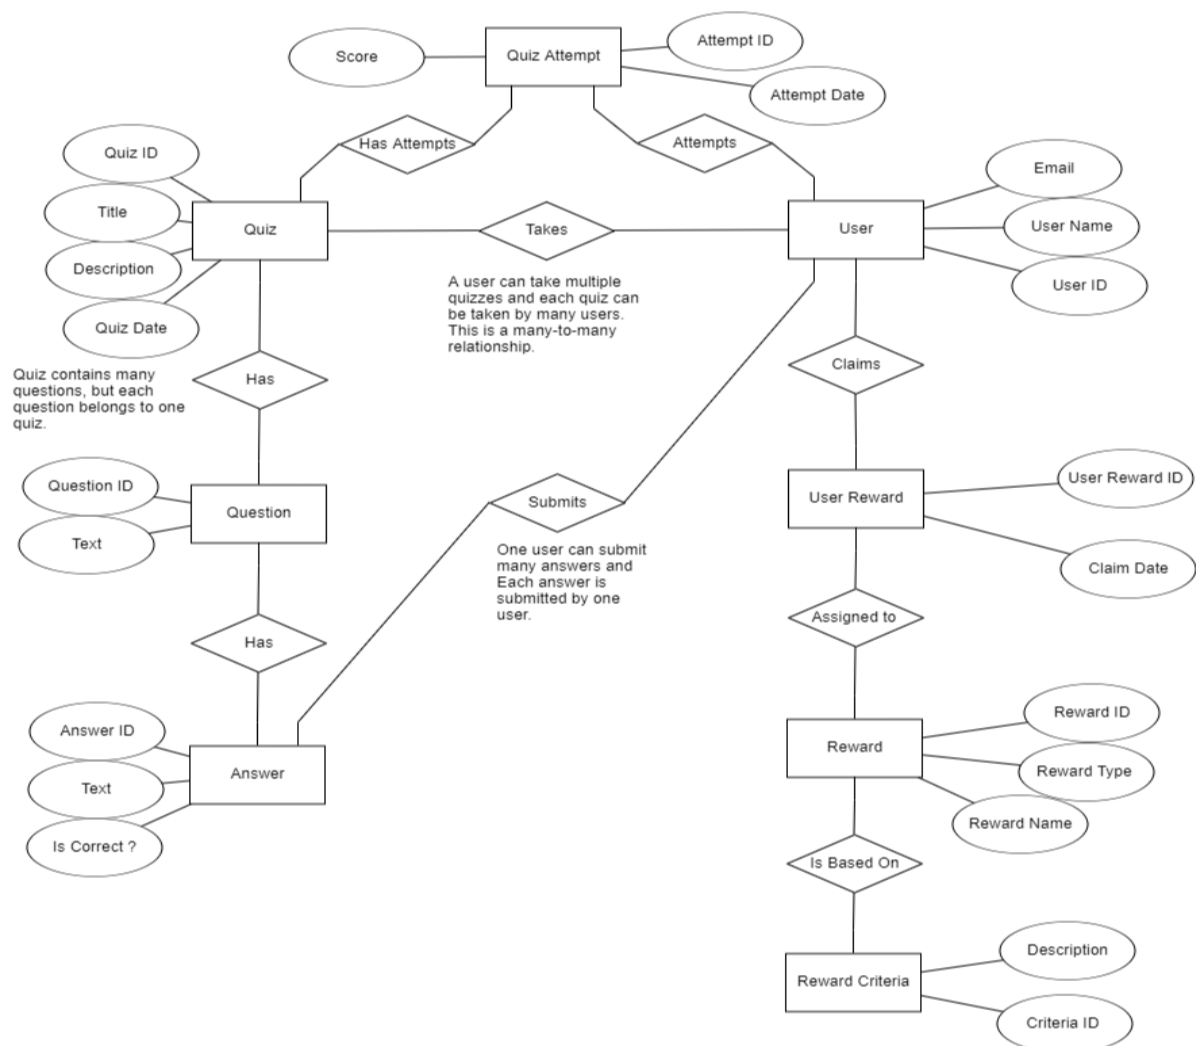 Score
Quiz Attempt
Attempt ID
Attempt Date
Has Attempts
Attempts
Quiz ID
Title
Description
Quiz Date
Quiz
Takes
User
Email
User Name
User ID
A user can take multiple
quizzes and each quiz can
be taken by many users.
This is a many-to-many
relationship.
Quiz contains many
questions, but each
question belongs to one
quiz.
Has
Claims
Question ID
Text
Question
Submits
One user can submit
many answers and
Each answer is
submitted by one
user.
User Reward
User Reward ID
Claim Date
Has
Assigned to
Answer ID
Text
Is Correct ?
Answer
Reward
Reward ID
Reward Type
Reward Name
Is Based On
Reward Criteria
Description
Criteria ID